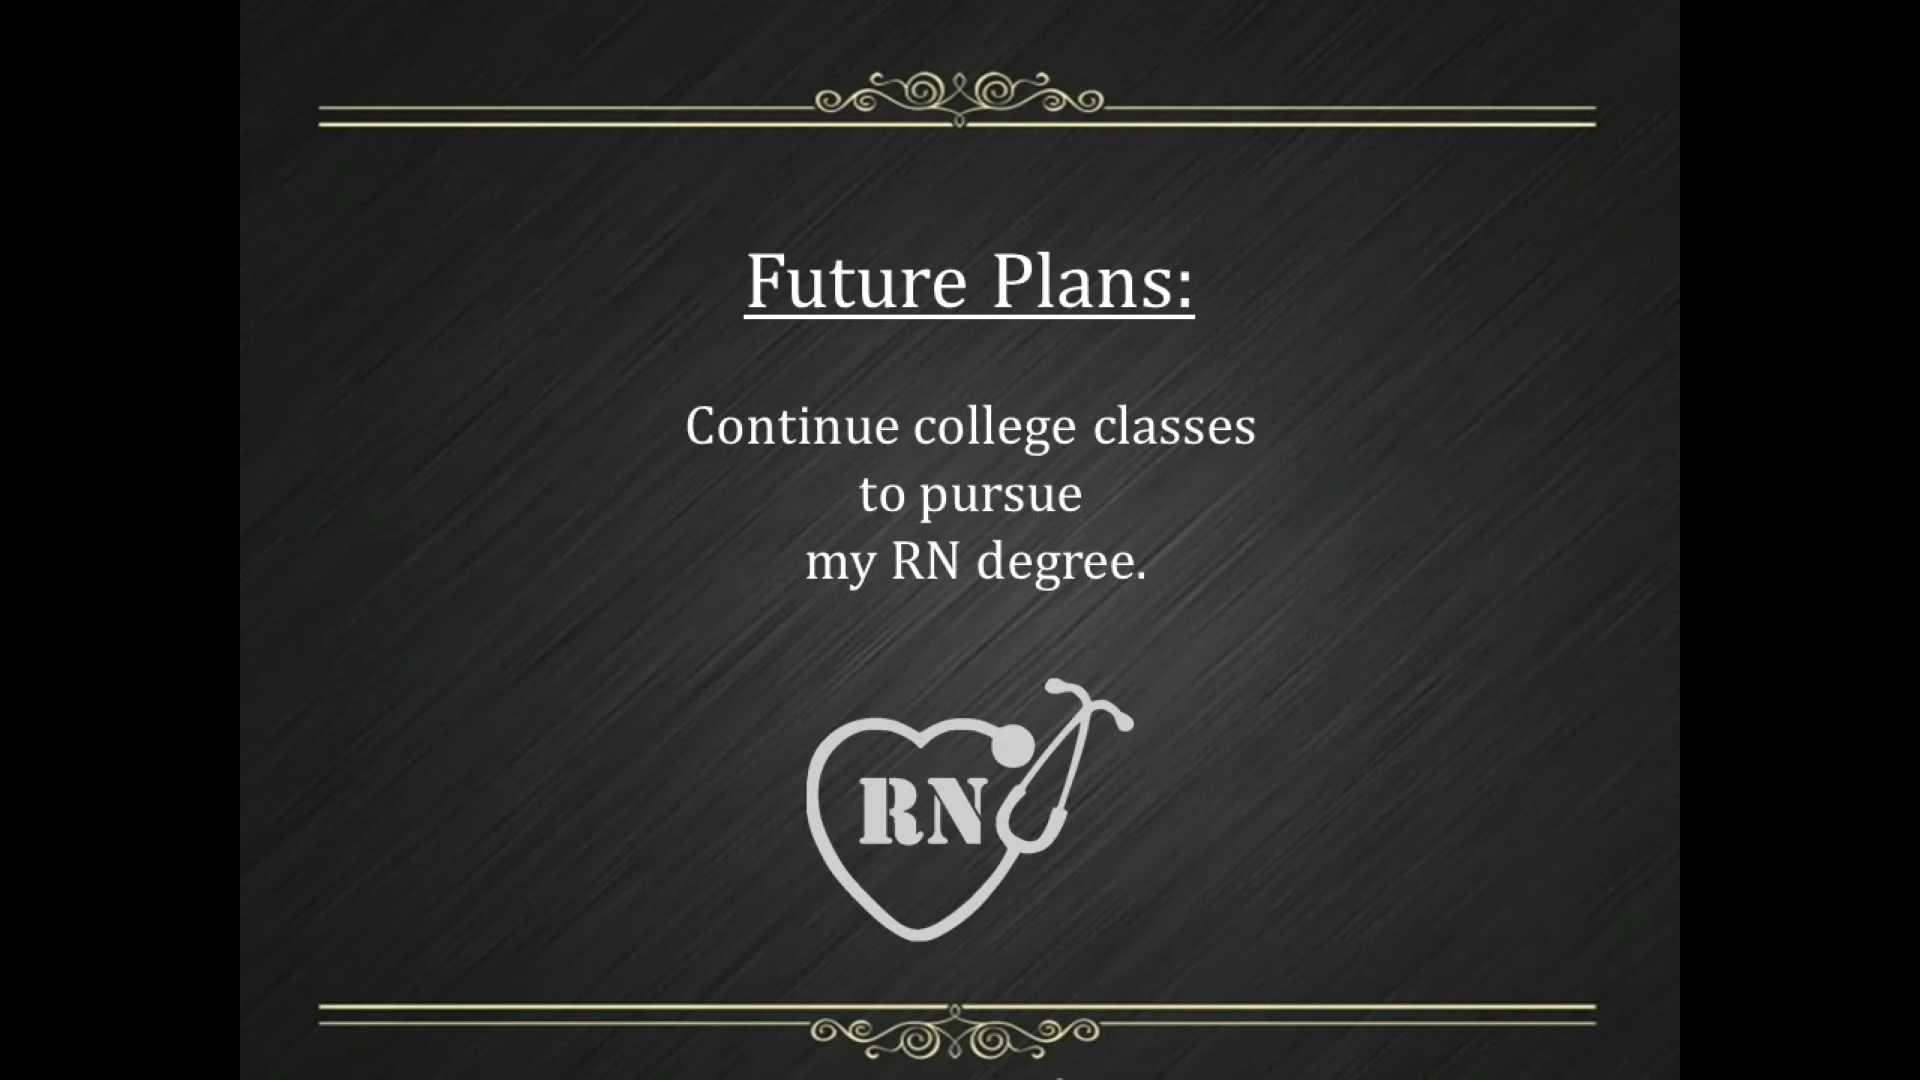 Future Plans:
Continue college classes
to pursue
my RN degree.
RN